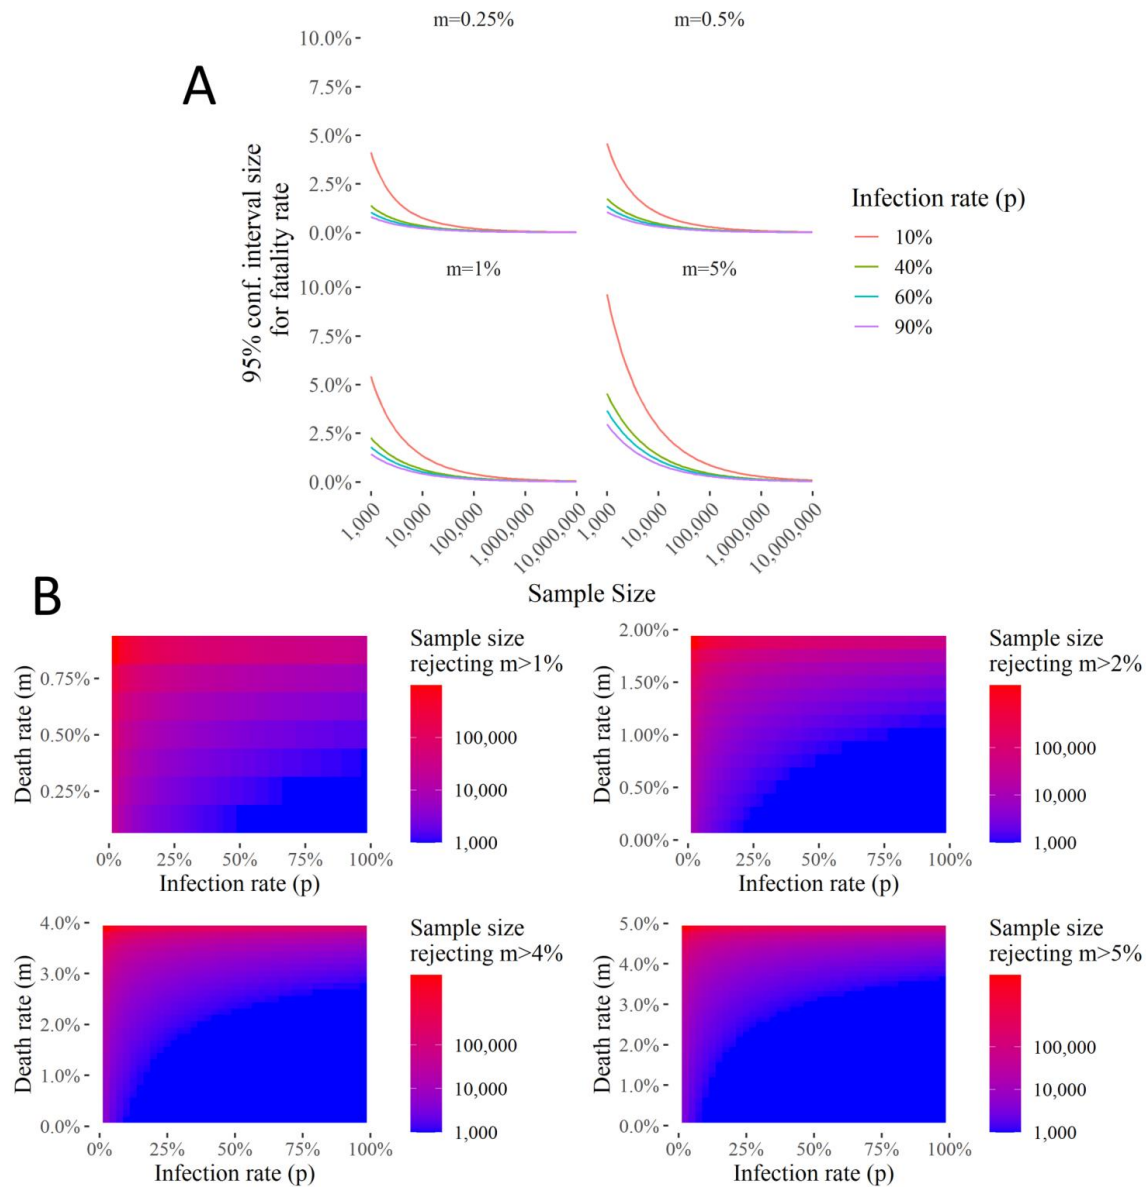 A
m=0.25%
m=0.5%
10.0%
7.5%
5.0%
2.5%
0.0%
m=1%
m=5%
10.0%
7.5%
5.0%
2.5%
0.0%
95% conf. interval size
for fatality rate
1,000
10,000
100,000
1,000,000
10,000,000
1,000
10,000
100,000
1,000,000
10,000,000
Sample Size
Infection rate (p)
10%
40%
60%
90%
B
Death rate (m)
0.75%
0.50%
0.25%
0%
25%
50%
75%
100%
Infection rate (p)
Sample size
rejecting m>1%
100,000
10,000
1,000
Death rate (m)
2.00%
1.50%
1.00%
0.50%
0.00%
0%
25%
50%
75%
100%
Infection rate (p)
Sample size
rejecting m>2%
100,000
10,000
1,000
Death rate (m)
4.0%
3.0%
2.0%
1.0%
0.0%
0%
25%
50%
75%
100%
Infection rate (p)
Sample size
rejecting m>4%
100,000
10,000
1,000
Death rate (m)
5.0%
4.0%
3.0%
2.0%
1.0%
0.0%
0%
25%
50%
75%
100%
Infection rate (p)
Sample size
rejecting m>5%
100,000
10,000
1,000